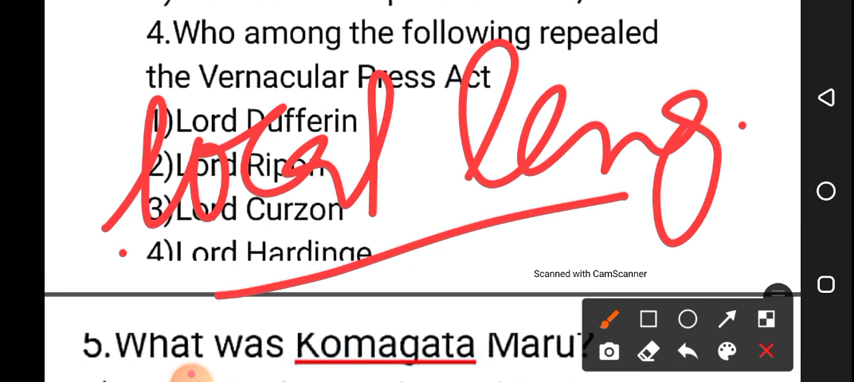 4.Who among the following repealed
the Vernacular Press Act
1)Lord Dufferin
2)Lord Ripon
3)Lord Curzon
4)Lord Hardinge
local leng
Scanned with CamScanner
5.What was Komagata Maru?